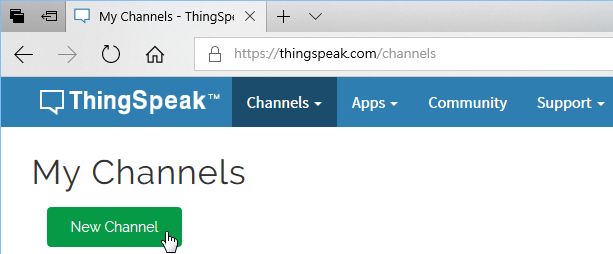 My Channels - ThingSpe
https://thingspeak.com/channels
ThingSpeak™ Channels Apps Community Support
My Channels
New Channel